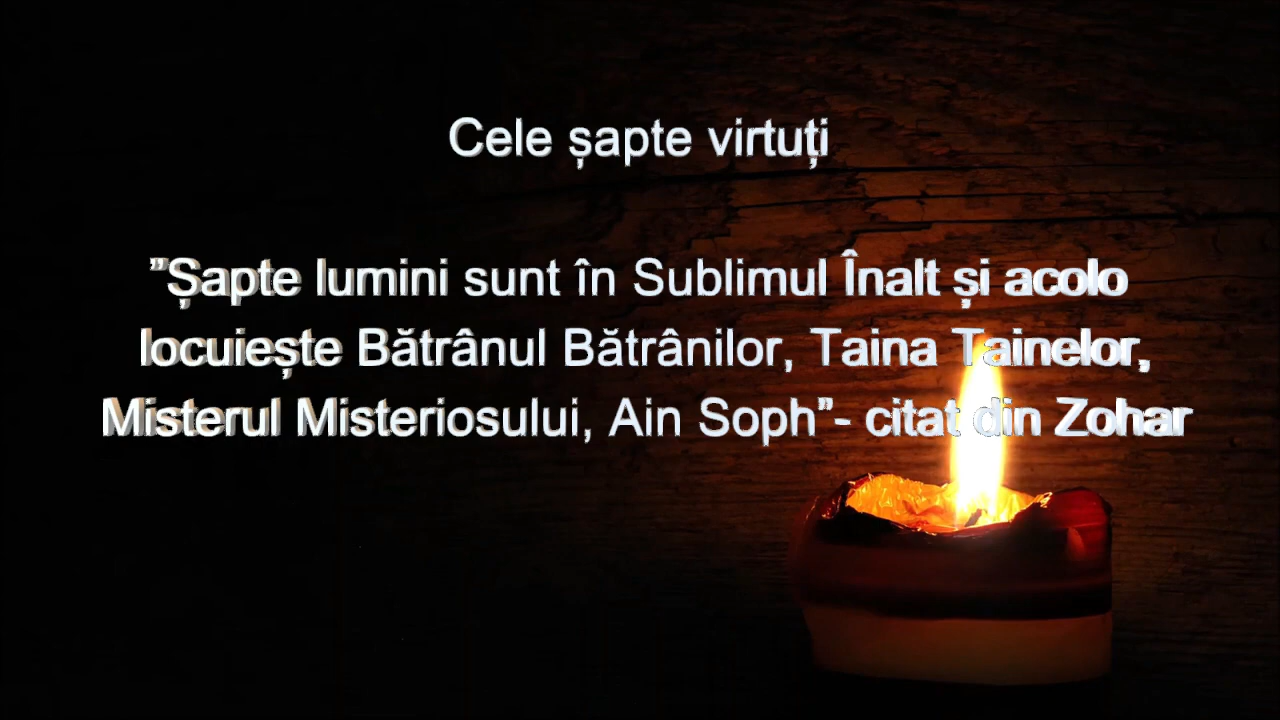 Cele șapte virtuți
”Șapte lumini sunt în Sublimul Înalt și acolo
locuiește Bătrânul Bătrânilor, Taina Tainelor,
Misterul Misteriosului, Ain Soph”- citat din Zohar